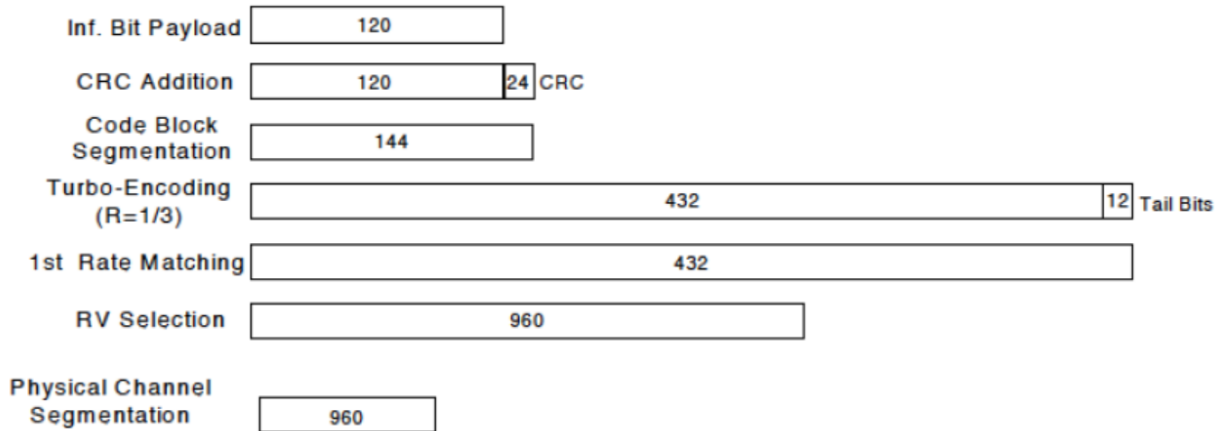 Inf. Bit Payload 120
CRC Addition 120 24 CRC
Code Block
Segmentation 144
Turbo-Encoding
(R=1/3) 432 12 Tail Bits
1st Rate Matching 432
RV Selection 960
Physical Channel
Segmentation 960